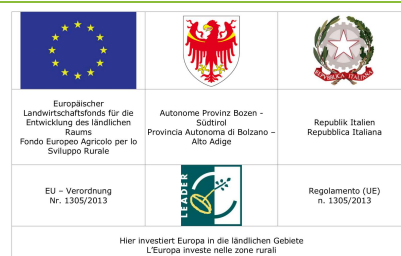 REPVBBLICA ITALIANA
Europäischer
Landwirtschaftsfonds für die
Entwicklung des ländlichen
Raums
Fondo Europeo Agricolo per lo
Sviluppo Rurale
Autonome Provinz Bozen -
Südtirol
Provincia Autonoma di Bolzano –
Alto Adige
Republik Italien
Repubblica Italiana
EU – Verordnung
Nr. 1305/2013
LEADER
Regolamento (UE)
n. 1305/2013
Hier investiert Europa in die ländlichen Gebiete
L'Europa investe nelle zone rurali